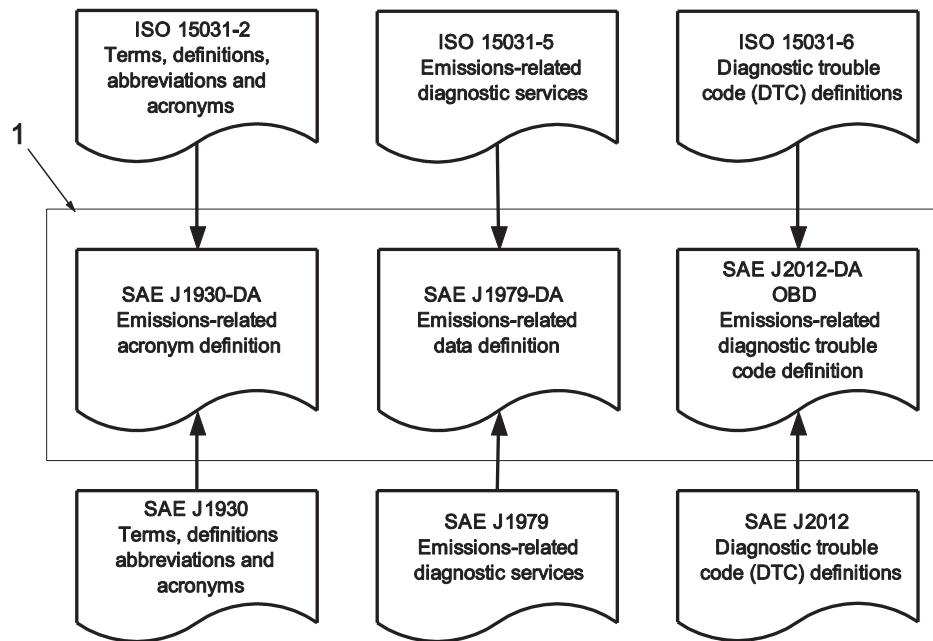 ISO 15031-2
Terms, definitions,
abbreviations and
acronyms
ISO 15031-5
Emissions-related
diagnostic services
ISO 15031-6
Diagnostic trouble
code (DTC) definitions
1
SAE J1930-DA
Emissions-related
acronym definition
SAE J1979-DA
Emissions-related
data definition
SAE J2012-DA
OBD
Emissions-related
diagnostic trouble
code definition
SAE J1930
Terms, definitions
abbreviations and
acronyms
SAE J1979
Emissions-related
diagnostic services
SAE J2012
Diagnostic trouble
code (DTC) definitions